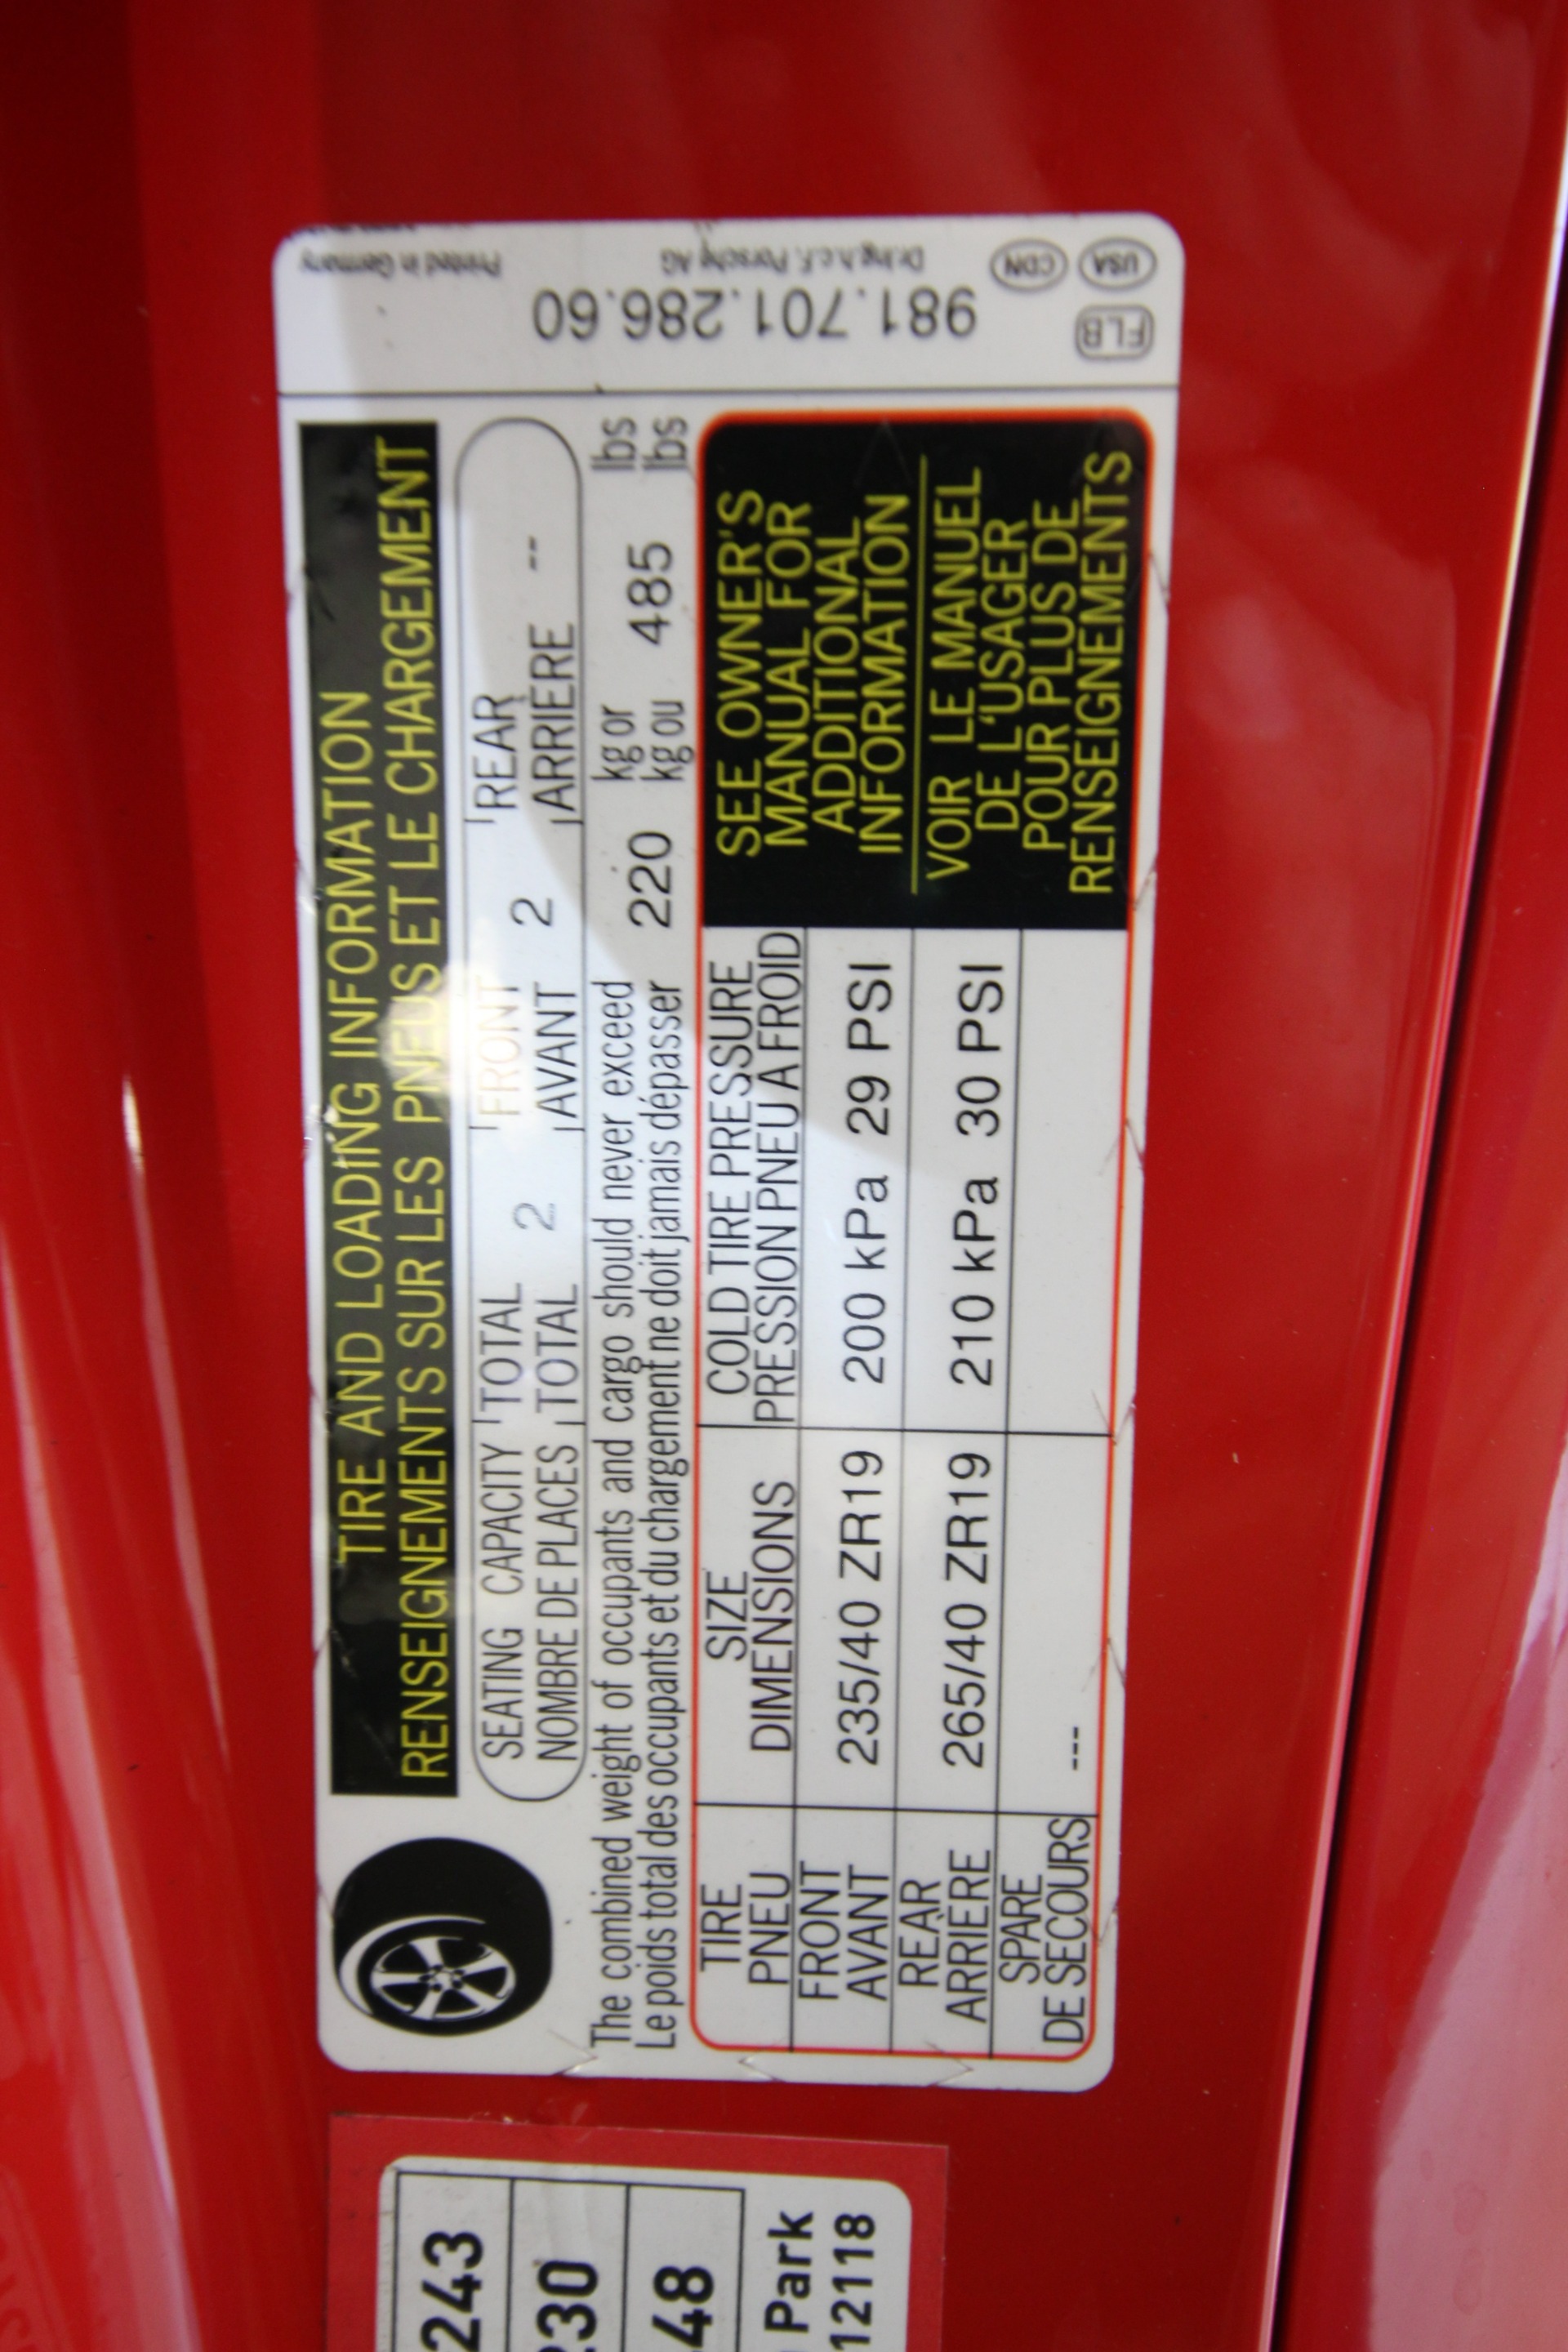 TIRE AND LOADING INFORMATION
RENSEIGNEMENTS SUR LES PNEUS ET LE CHARGEMENT
SEATING CAPACITY TOTAL FRONT REAR
NOMBRE DE PLACES TOTAL 2 AVANT 2 ARRIÈRE --
The combined weight of occupants and cargo should never exceed kg or lbs
Le poids total des occupants et du chargement ne doit jamais dépasser 220 kg ou 485 lbs
TIRE SIZE COLD TIRE PRESSURE
PNEU DIMENSIONS PRESSION PNEU A FROID
FRONT
AVANT 235/40 ZR19 200 kPa 29 PSI
REAR
ARRIÈRE 265/40 ZR19 210 kPa 30 PSI
SPARE
DE SECOURS ---
SEE OWNER'S
MANUAL FOR
ADDITIONAL
INFORMATION
VOIR LE MANUEL
DE L'USAGER
POUR PLUS DE
RENSEIGNEMENTS
FLB USA CDN
981.701.286.60
Dr.Ing.h.c.F. Porsche AG
Printed in Germany
243
30
48
Park
12118